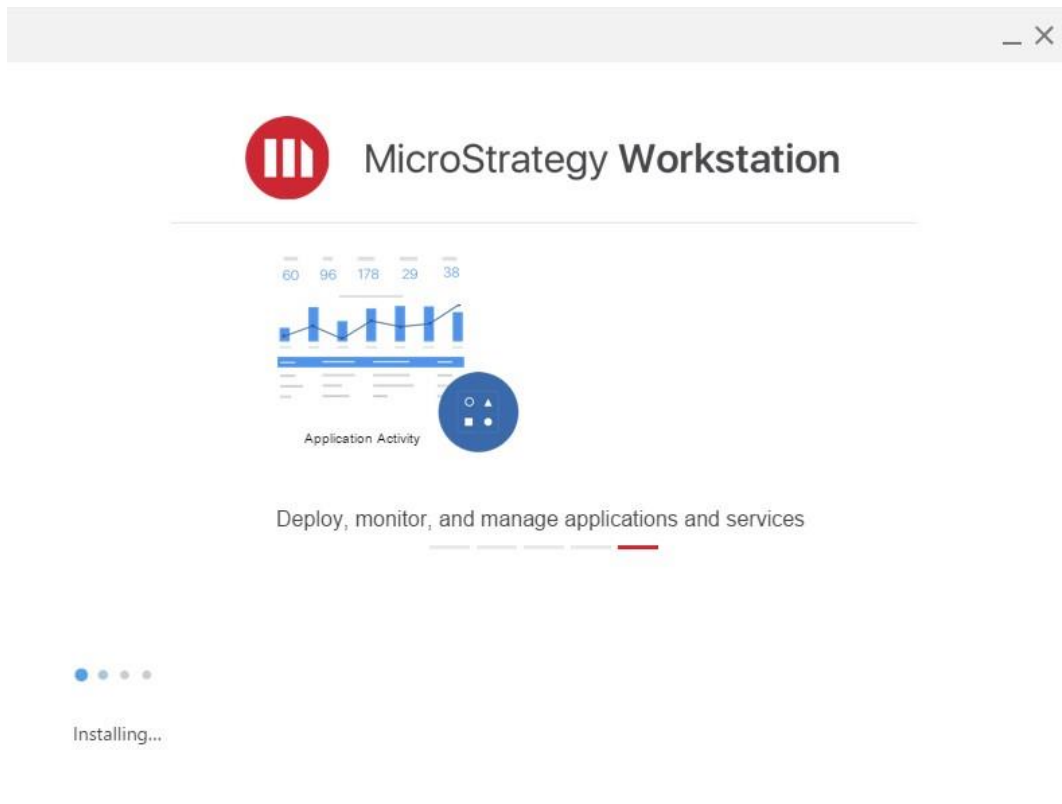 MicroStrategy Workstation
60 96 178 29 38
Application Activity
Deploy, monitor, and manage applications and services
Installing...